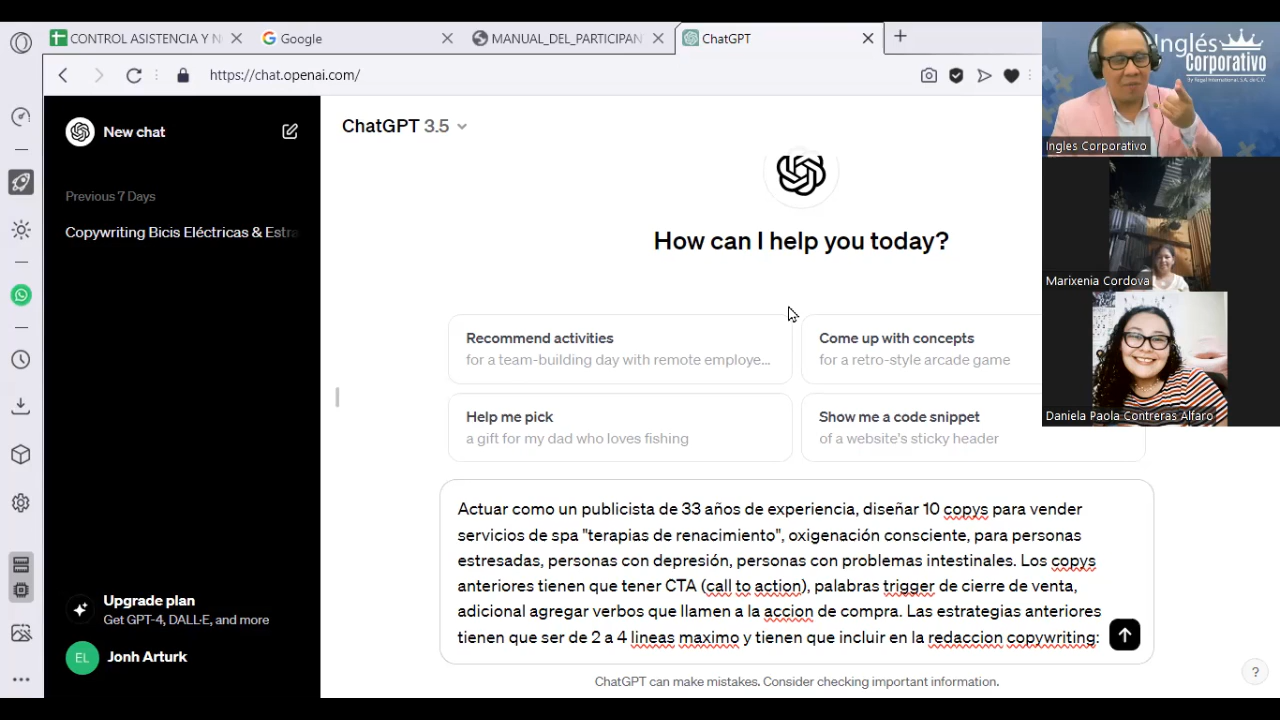 CONTROL ASISTENCIA Y N
Google
MANUAL_DEL_PARTICIPAN
ChatGPT
https://chat.openai.com/
Inglés
Corporativo
By Regal International, S.A. de C.V.
Ingles Corporativo
New chat
ChatGPT 3.5
Previous 7 Days
Copywriting Bicis Eléctricas & Estra
How can I help you today?
Marixenia Cordova
Recommend activities
for a team-building day with remote employe...
Come up with concepts
for a retro-style arcade game
Help me pick
a gift for my dad who loves fishing
Show me a code snippet
of a website's sticky header
Daniela Paola Contreras Alfaro
Actuar como un publicista de 33 años de experiencia, diseñar 10 copys para vender
servicios de spa "terapias de renacimiento", oxigenación consciente, para personas
estresadas, personas con depresión, personas con problemas intestinales. Los copys
anteriores tienen que tener CTA (call to action), palabras trigger de cierre de venta,
adicional agregar verbos que llamen a la accion de compra. Las estrategias anteriores
tienen que ser de 2 a 4 lineas maximo y tienen que incluir en la redaccion copywriting:
Upgrade plan
Get GPT-4, DALL·E, and more
EL
Jonh Arturk
ChatGPT can make mistakes. Consider checking important information.
?